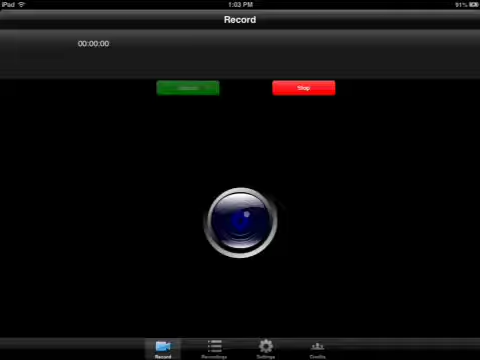 iPad 1:03 PM 91%
Record
00:00:00
Stop
Record Recordings Settings Credits